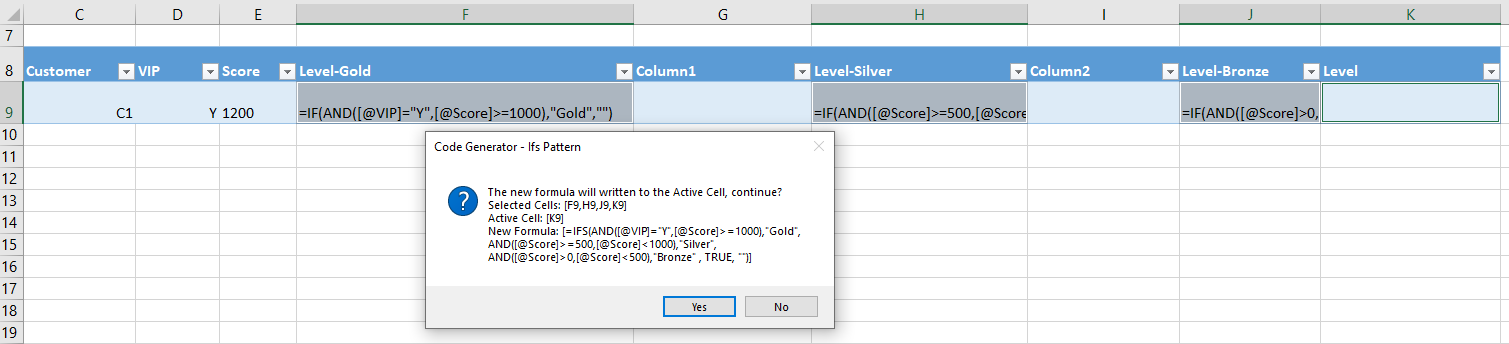 C D E F G H I J K
7
8 Customer VIP Score Level-Gold Column1 Level-Silver Column2 Level-Bronze Level
9 C1 Y 1200 =IF(AND([@VIP]="Y",[@Score]>=1000),"Gold","") =IF(AND([@Score]>=500,[@Score =IF(AND([@Score]>0,
10
11
12
13
14
15
16
17
18
19
Code Generator - Ifs Pattern
The new formula will written to the Active Cell, continue?
Selected Cells: [F9,H9,J9,K9]
Active Cell: [K9]
New Formula: [=IFS(AND([@VIP]="Y",[@Score]>=1000),"Gold",
AND([@Score]>=500,[@Score]<1000),"Silver",
AND([@Score]>0,[@Score]<500),"Bronze" , TRUE, "")]
Yes No